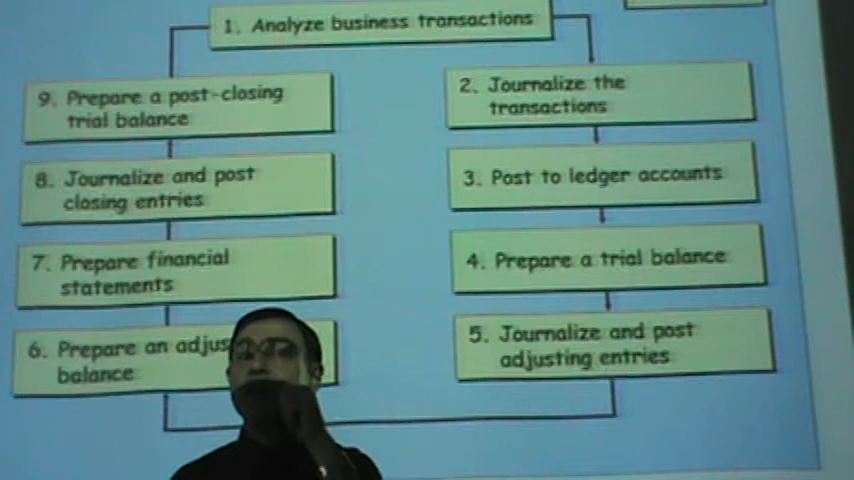 1. Analyze business transactions
2. Journalize the
transactions
3. Post to ledger accounts
4. Prepare a trial balance
5. Journalize and post
adjusting entries
6. Prepare an adjus
balance
7. Prepare financial
statements
8. Journalize and post
closing entries
9. Prepare a post-closing
trial balance